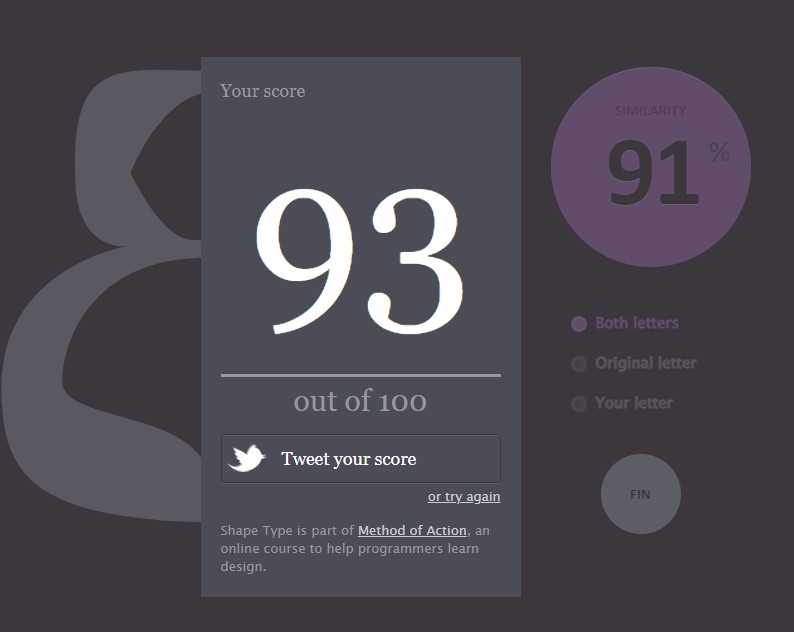 Your score
93
out of 100
Tweet your score
or try again
Shape Type is part of Method of Action, an
online course to help programmers learn
design.
SIMILARITY
91%
Both letters
Original letter
Your letter
FIN